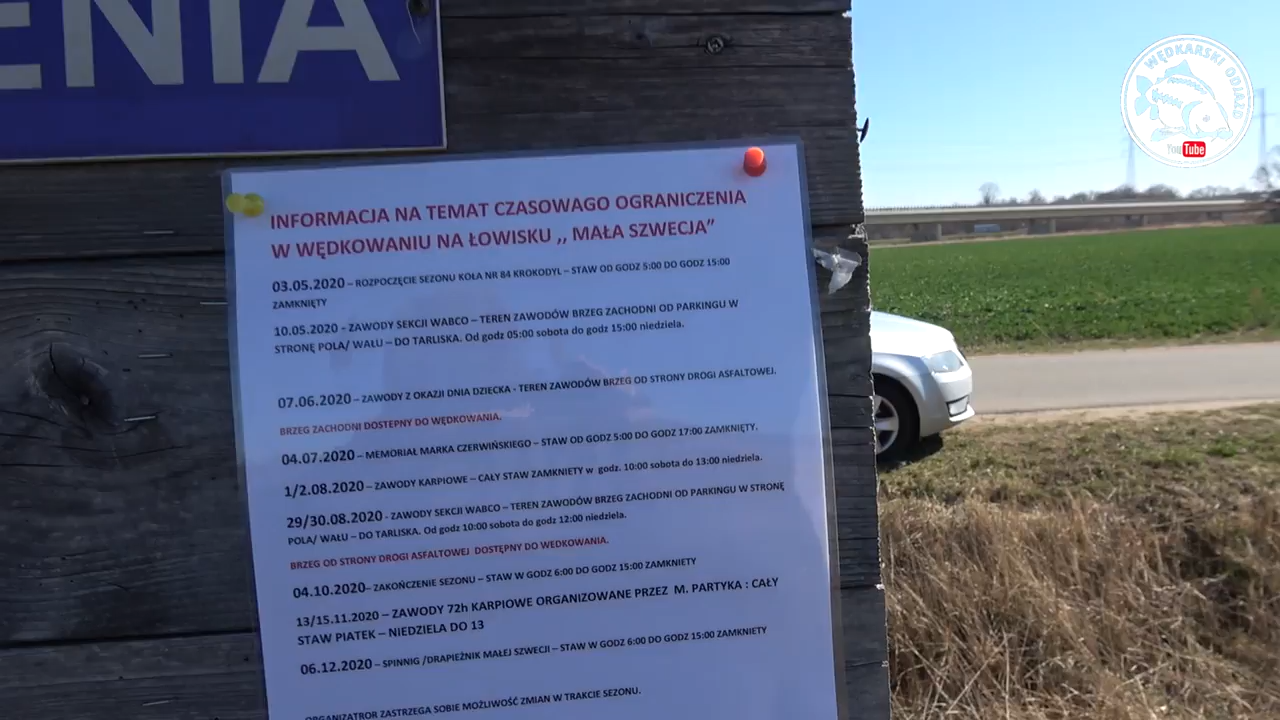 ENIA
WĘDKARSKI ODJAZD
YouTube
INFORMACJA NA TEMAT CZASOWAGO OGRANICZENIA
W WĘDKOWANIU NA ŁOWISKU ,, MAŁA SZWECJA”
03.05.2020 – ROZPOCZĘCIE SEZONU KOŁA NR 84 KROKODYL – STAW OD GODZ 5:00 DO GODZ 15:00
ZAMKNIĘTY
10.05.2020 - ZAWODY SEKCJI WABCO – TEREN ZAWODÓW BRZEG ZACHODNI OD PARKINGU W
STRONĘ POLA/ WAŁU – DO TARLISKA. Od godz 05:00 sobota do godz 15:00 niedziela.
07.06.2020 – ZAWODY Z OKAZJI DNIA DZIECKA - TEREN ZAWODÓW BRZEG OD STRONY DROGI ASFALTOWEJ.
BRZEG ZACHODNI DOSTEPNY DO WĘDKOWANIA.
04.07.2020 – MEMORIAŁ MARKA CZERWIŃSKIEGO – STAW OD GODZ 5:00 DO GODZ 17:00 ZAMKNIĘTY.
1/2.08.2020 – ZAWODY KARPIOWE – CAŁY STAW ZAMKNIETY w godz. 10:00 sobota do 13:00 niedziela.
29/30.08.2020 - ZAWODY SEKCJI WABCO – TEREN ZAWODÓW BRZEG ZACHODNI OD PARKINGU W STRONĘ
POLA/ WAŁU – DO TARLISKA. Od godz 10:00 sobota do godz 12:00 niedziela.
BRZEG OD STRONY DROGI ASFALTOWEJ DOSTĘPNY DO WEDKOWANIA.
04.10.2020– ZAKOŃCZENIE SEZONU – STAW W GODZ 6:00 DO GODZ 15:00 ZAMKNIETY
13/15.11.2020 – ZAWODY 72h KARPIOWE ORGANIZOWANE PRZEZ M. PARTYKA : CAŁY
STAW PIATEK – NIEDZIELA DO 13
06.12.2020 – SPINNIG /DRAPIEŻNIK MAŁEJ SZWECJI – STAW W GODZ 6:00 DO GODZ 15:00 ZAMKNIETY
ORGANIZATROR ZASTRZEGA SOBIE MOŻLIWOŚĆ ZMIAN W TRAKCIE SEZONU.